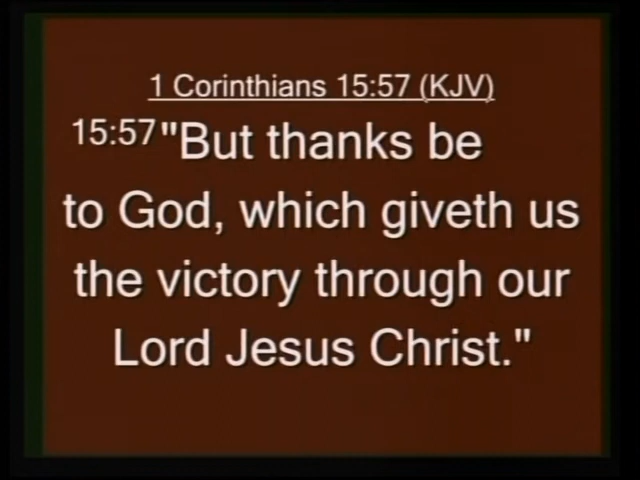 1 Corinthians 15:57 (KJV)
15:57"But thanks be
to God, which giveth us
the victory through our
Lord Jesus Christ."